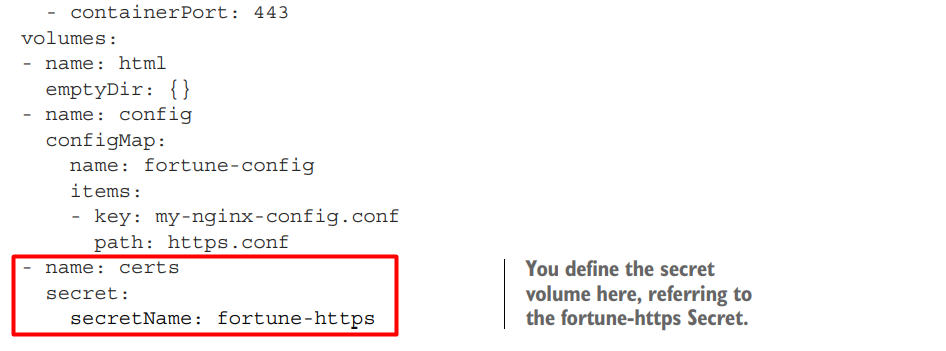 - containerPort: 443
volumes:
- name: html
emptyDir: {}
- name: config
configMap:
name: fortune-config
items:
- key: my-nginx-config.conf
path: https.conf
- name: certs
secret:
secretName: fortune-https
You define the secret
volume here, referring to
the fortune-https Secret.